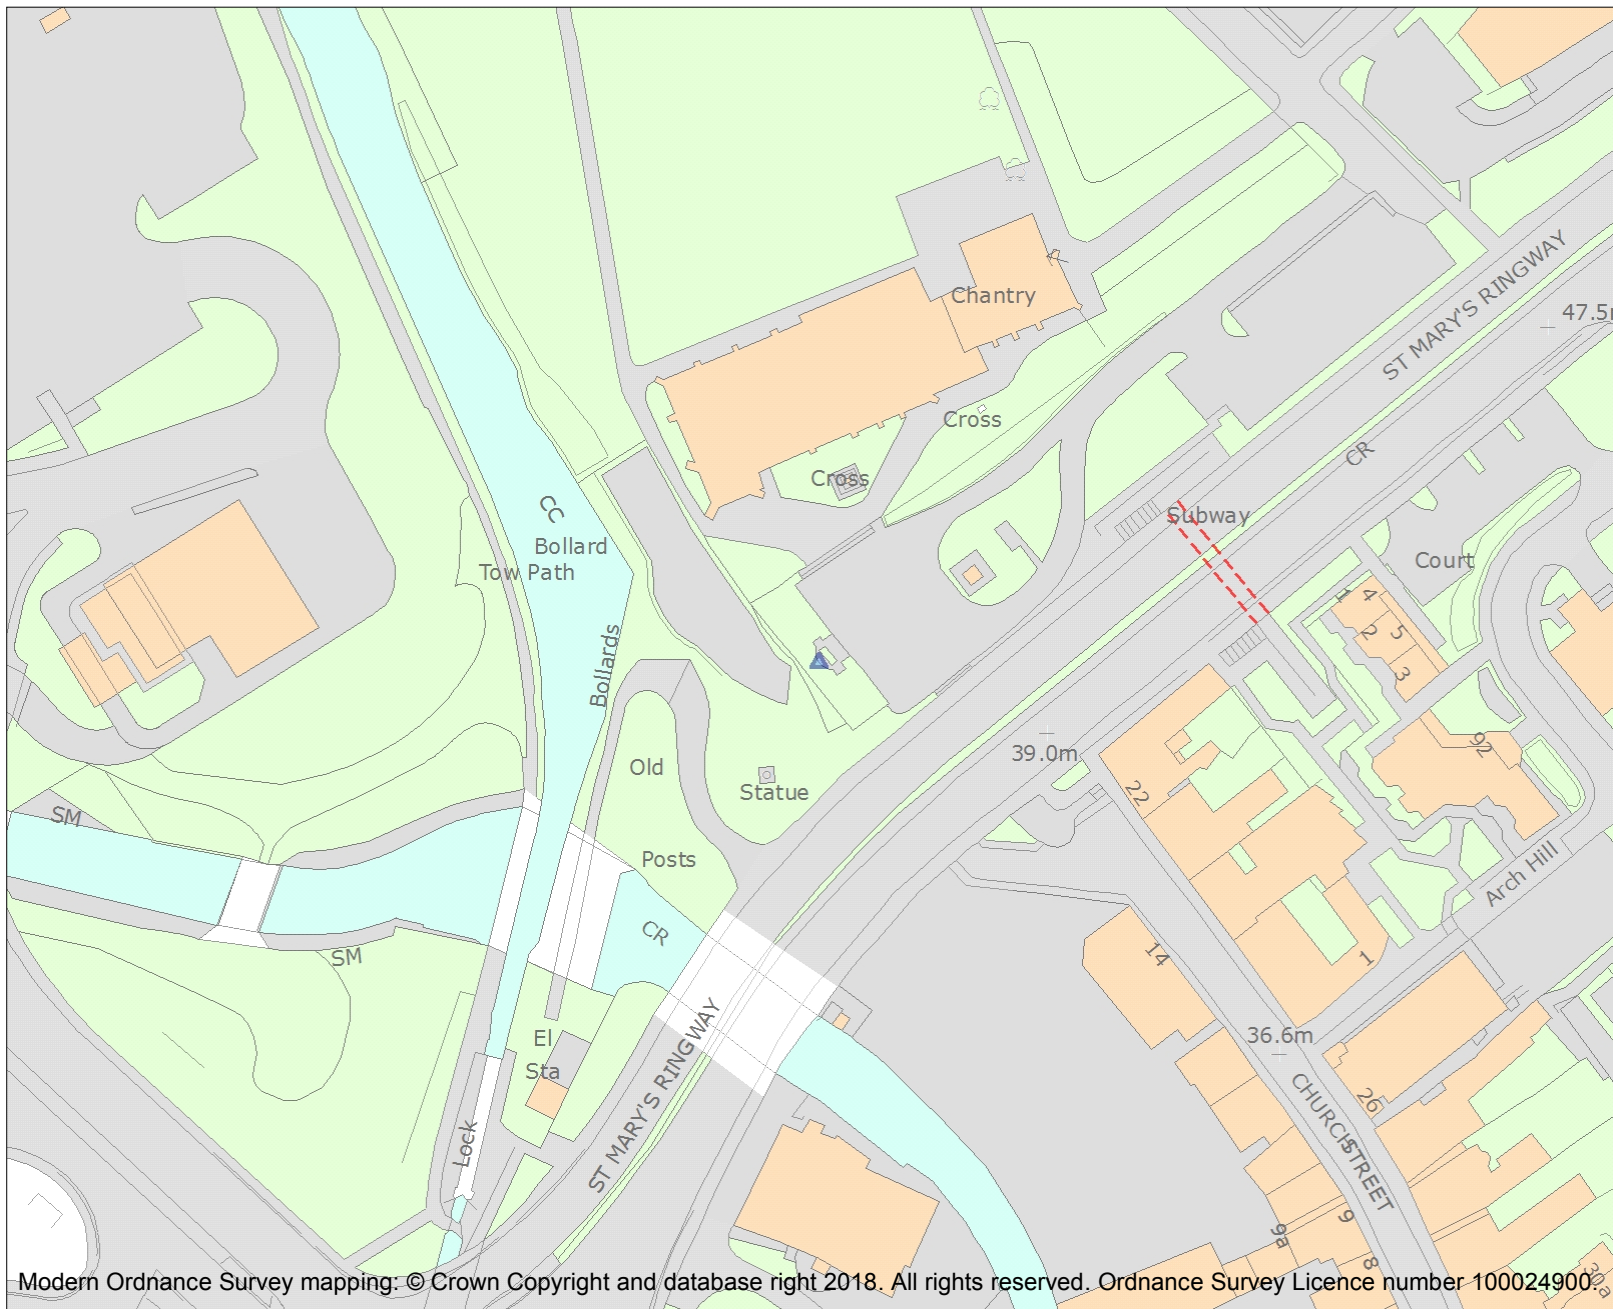 Chantry
ST MARY'S RINGWAY
47.5m
Cross
Cross
CR
CC
Bollard
Tow Path
Subway
Court
1
4
2
5
3
Bollards
92
39.0m
Old
Statue
22
SM
Posts
Arch Hill
CR
SM
14
1
ST MARY'S RINGWAY
El
Sta
36.6m
CHURCH STREET
26
Lock
9
9a
8
30a
Modern Ordnance Survey mapping: © Crown Copyright and database right 2018. All rights reserved. Ordnance Survey Licence number 100024900.